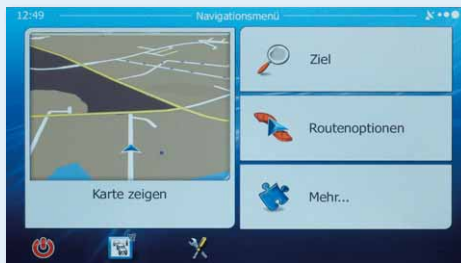 12:49
Navigationsmenü
Ziel
Karte zeigen
Routenoptionen
Mehr...